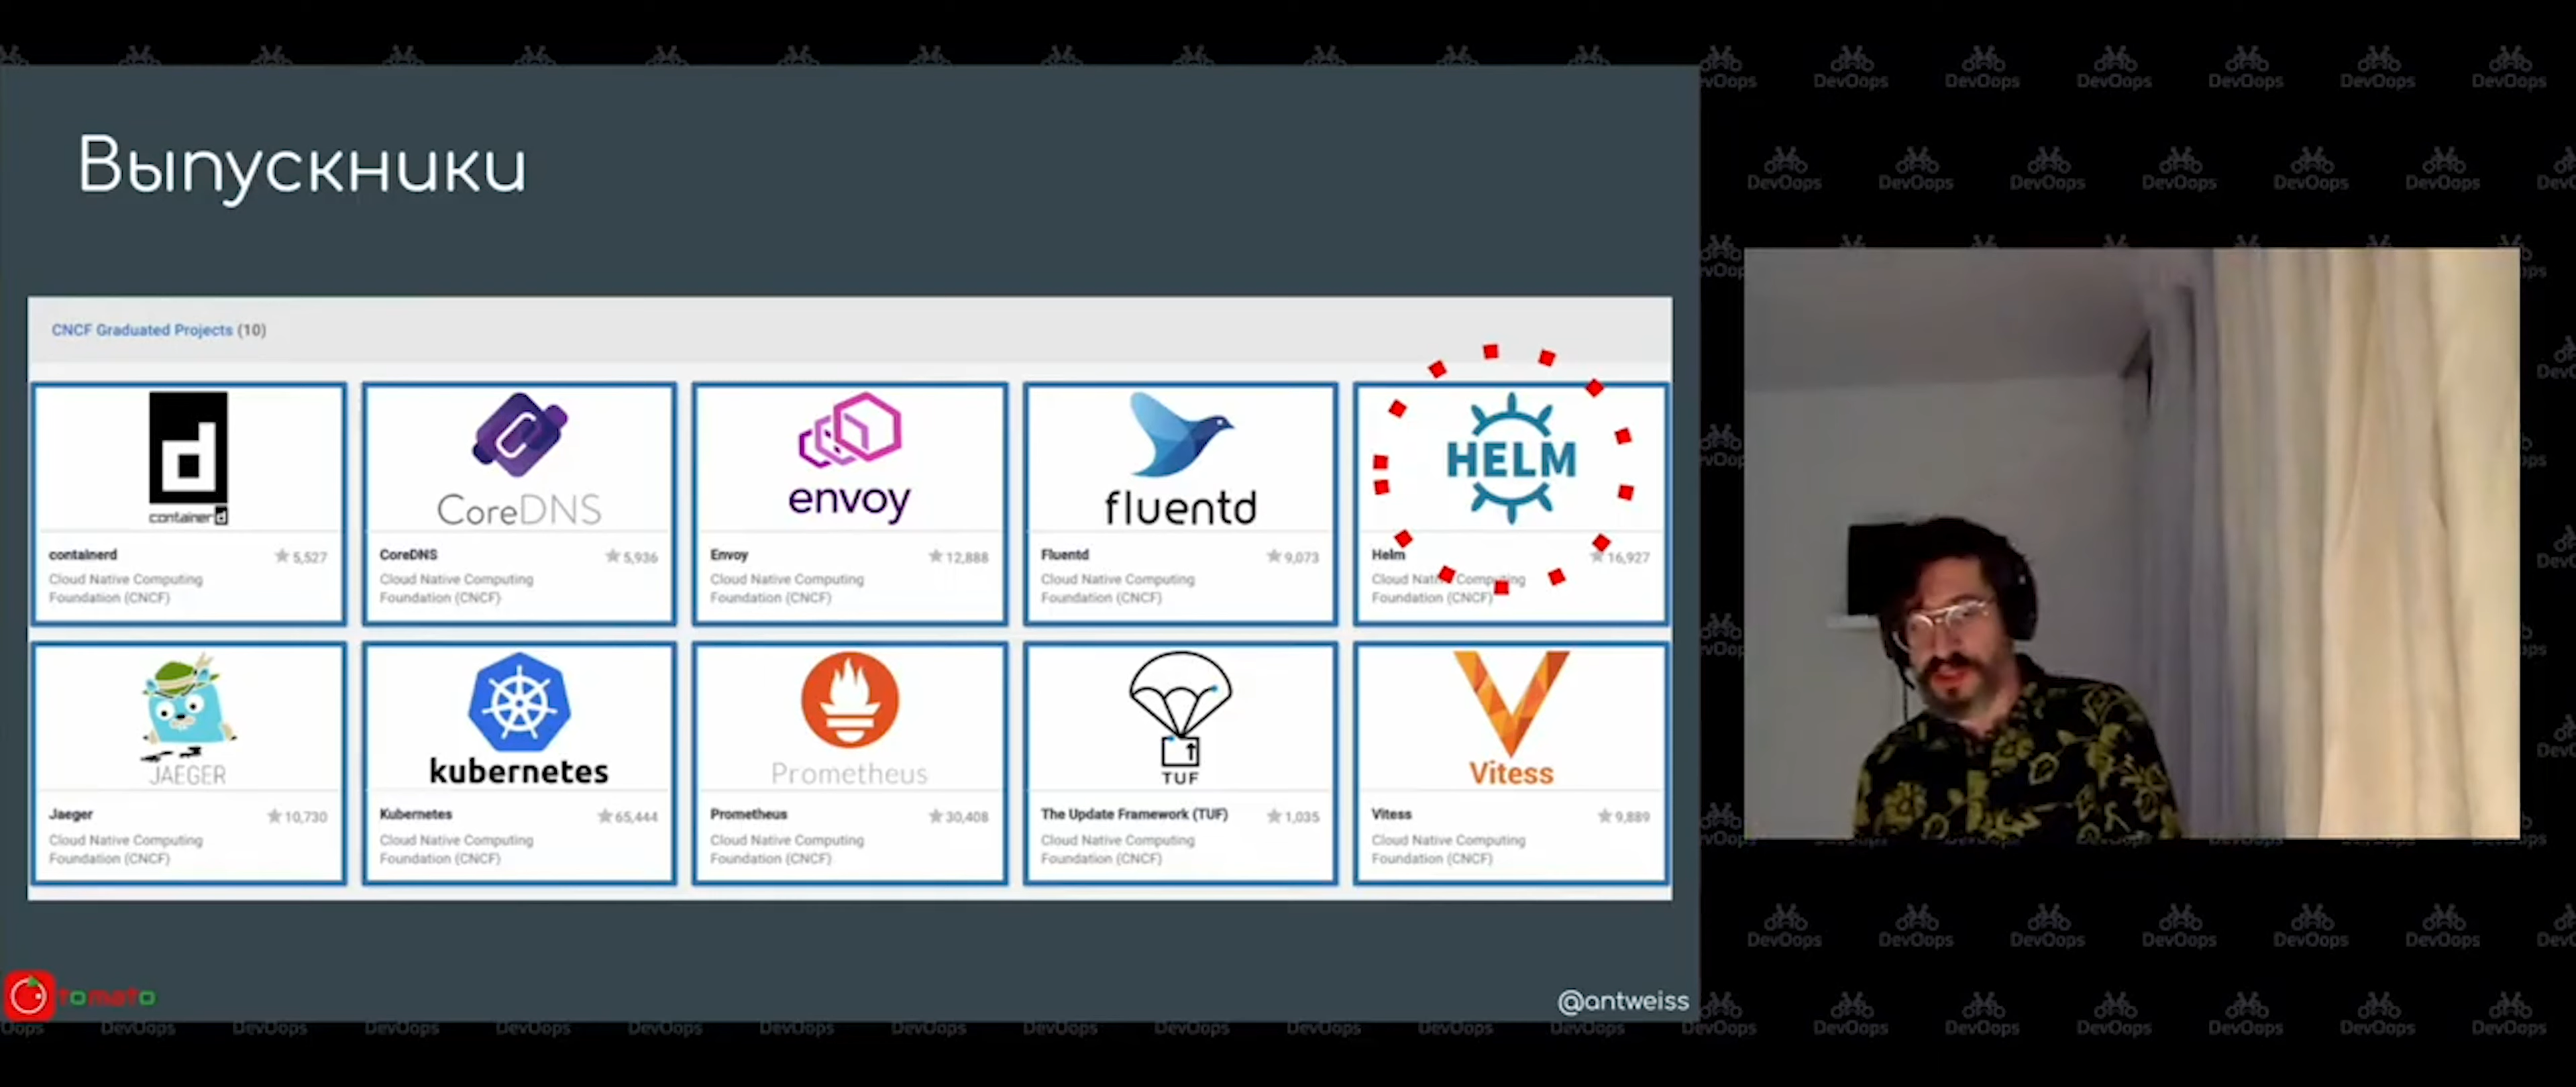 Выпускники
CNCF Graduated Projects (10)
containerd
CoreDNS
envoy
fluentd
HELM
containerd ★5,527
Cloud Native Computing
Foundation (CNCF)
CoreDNS ★5,936
Cloud Native Computing
Foundation (CNCF)
Envoy ★12,888
Cloud Native Computing
Foundation (CNCF)
Fluentd ★9,073
Cloud Native Computing
Foundation (CNCF)
Helm ★16,927
Cloud Native Computing
Foundation (CNCF)
JAEGER
kubernetes
Prometheus
TUF
Vitess
Jaeger ★10,730
Cloud Native Computing
Foundation (CNCF)
Kubernetes ★65,444
Cloud Native Computing
Foundation (CNCF)
Prometheus ★30,408
Cloud Native Computing
Foundation (CNCF)
The Update Framework (TUF) ★1,035
Cloud Native Computing
Foundation (CNCF)
Vitess ★9,889
Cloud Native Computing
Foundation (CNCF)
tomato
@antweiss
DevOops